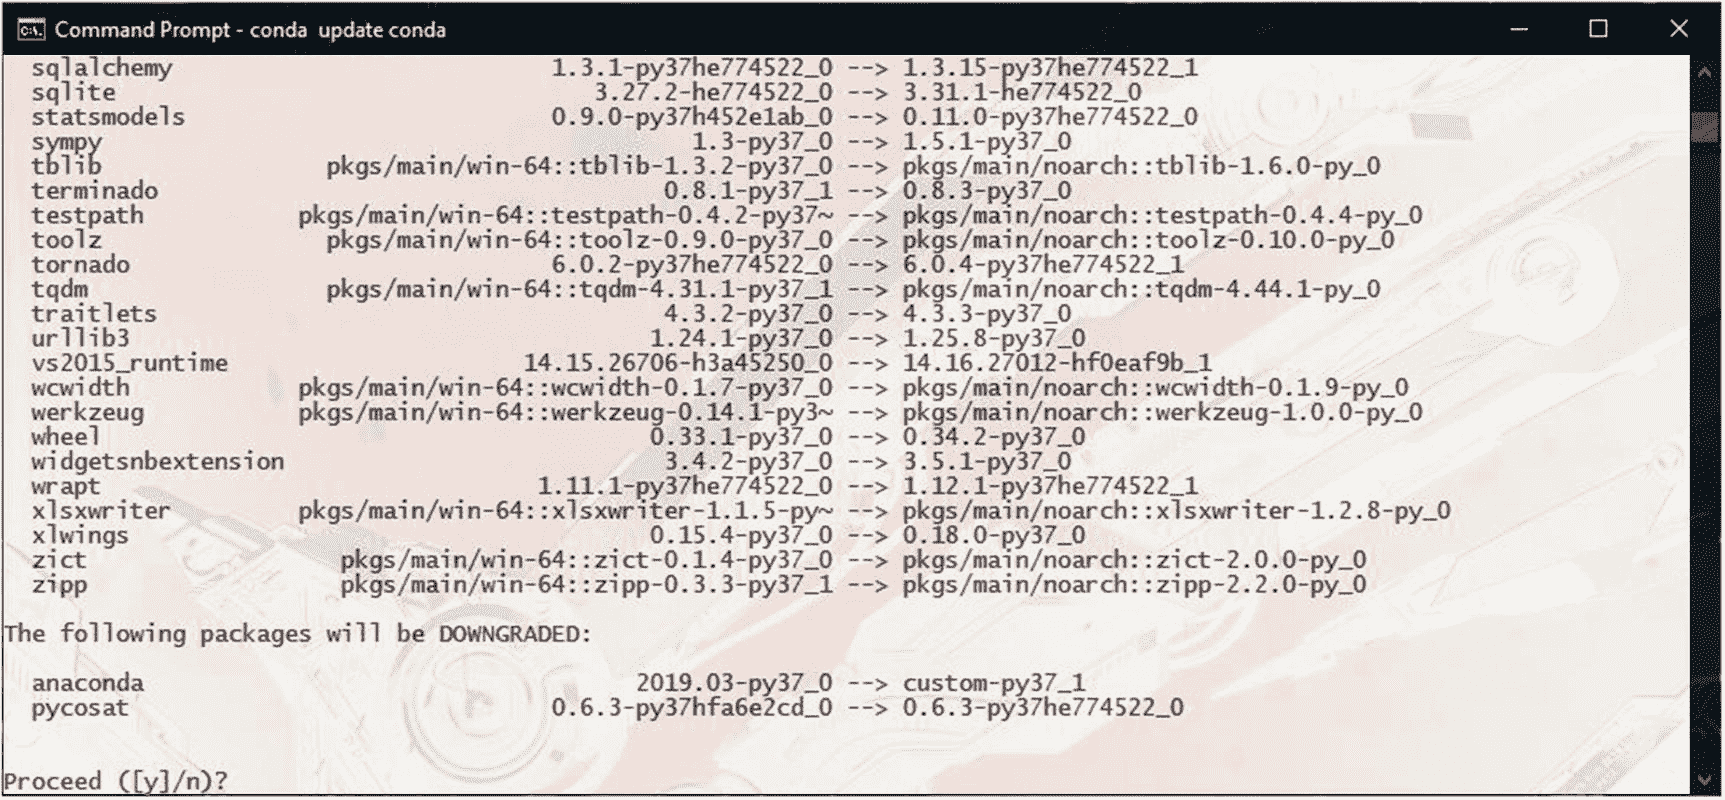 Command Prompt - conda  update conda
sqlalchemy 1.3.1-py37he774522_0 --> 1.3.15-py37he774522_1
sqlite 3.27.2-he774522_0 --> 3.31.1-he774522_0
statsmodels 0.9.0-py37h452e1ab_0 --> 0.11.0-py37he774522_0
sympy 1.3-py37_0 --> 1.5.1-py37_0
tblib pkgs/main/win-64::tblib-1.3.2-py37_0 --> pkgs/main/noarch::tblib-1.6.0-py_0
terminado 0.8.1-py37_1 --> 0.8.3-py37_0
testpath pkgs/main/win-64::testpath-0.4.2-py37~ --> pkgs/main/noarch::testpath-0.4.4-py_0
toolz pkgs/main/win-64::toolz-0.9.0-py37_0 --> pkgs/main/noarch::toolz-0.10.0-py_0
tornado 6.0.2-py37he774522_0 --> 6.0.4-py37he774522_1
tqdm pkgs/main/win-64::tqdm-4.31.1-py37_1 --> pkgs/main/noarch::tqdm-4.44.1-py_0
traitlets 4.3.2-py37_0 --> 4.3.3-py37_0
urllib3 1.24.1-py37_0 --> 1.25.8-py37_0
vs2015_runtime 14.15.26706-h3a45250_0 --> 14.16.27012-hf0eaf9b_1
wcwidth pkgs/main/win-64::wcwidth-0.1.7-py37_0 --> pkgs/main/noarch::wcwidth-0.1.9-py_0
werkzeug pkgs/main/win-64::werkzeug-0.14.1-py3~ --> pkgs/main/noarch::werkzeug-1.0.0-py_0
wheel 0.33.1-py37_0 --> 0.34.2-py37_0
widgetsnbextension 3.4.2-py37_0 --> 3.5.1-py37_0
wrapt 1.11.1-py37he774522_0 --> 1.12.1-py37he774522_1
xlsxwriter pkgs/main/win-64::xlsxwriter-1.1.5-py~ --> pkgs/main/noarch::xlsxwriter-1.2.8-py_0
xlwings 0.15.4-py37_0 --> 0.18.0-py37_0
zict pkgs/main/win-64::zict-0.1.4-py37_0 --> pkgs/main/noarch::zict-2.0.0-py_0
zipp pkgs/main/win-64::zipp-0.3.3-py37_1 --> pkgs/main/noarch::zipp-2.2.0-py_0
The following packages will be DOWNGRADED:
anaconda 2019.03-py37_0 --> custom-py37_1
pycosat 0.6.3-py37hfa6e2cd_0 --> 0.6.3-py37he774522_0
Proceed ([y]/n)?